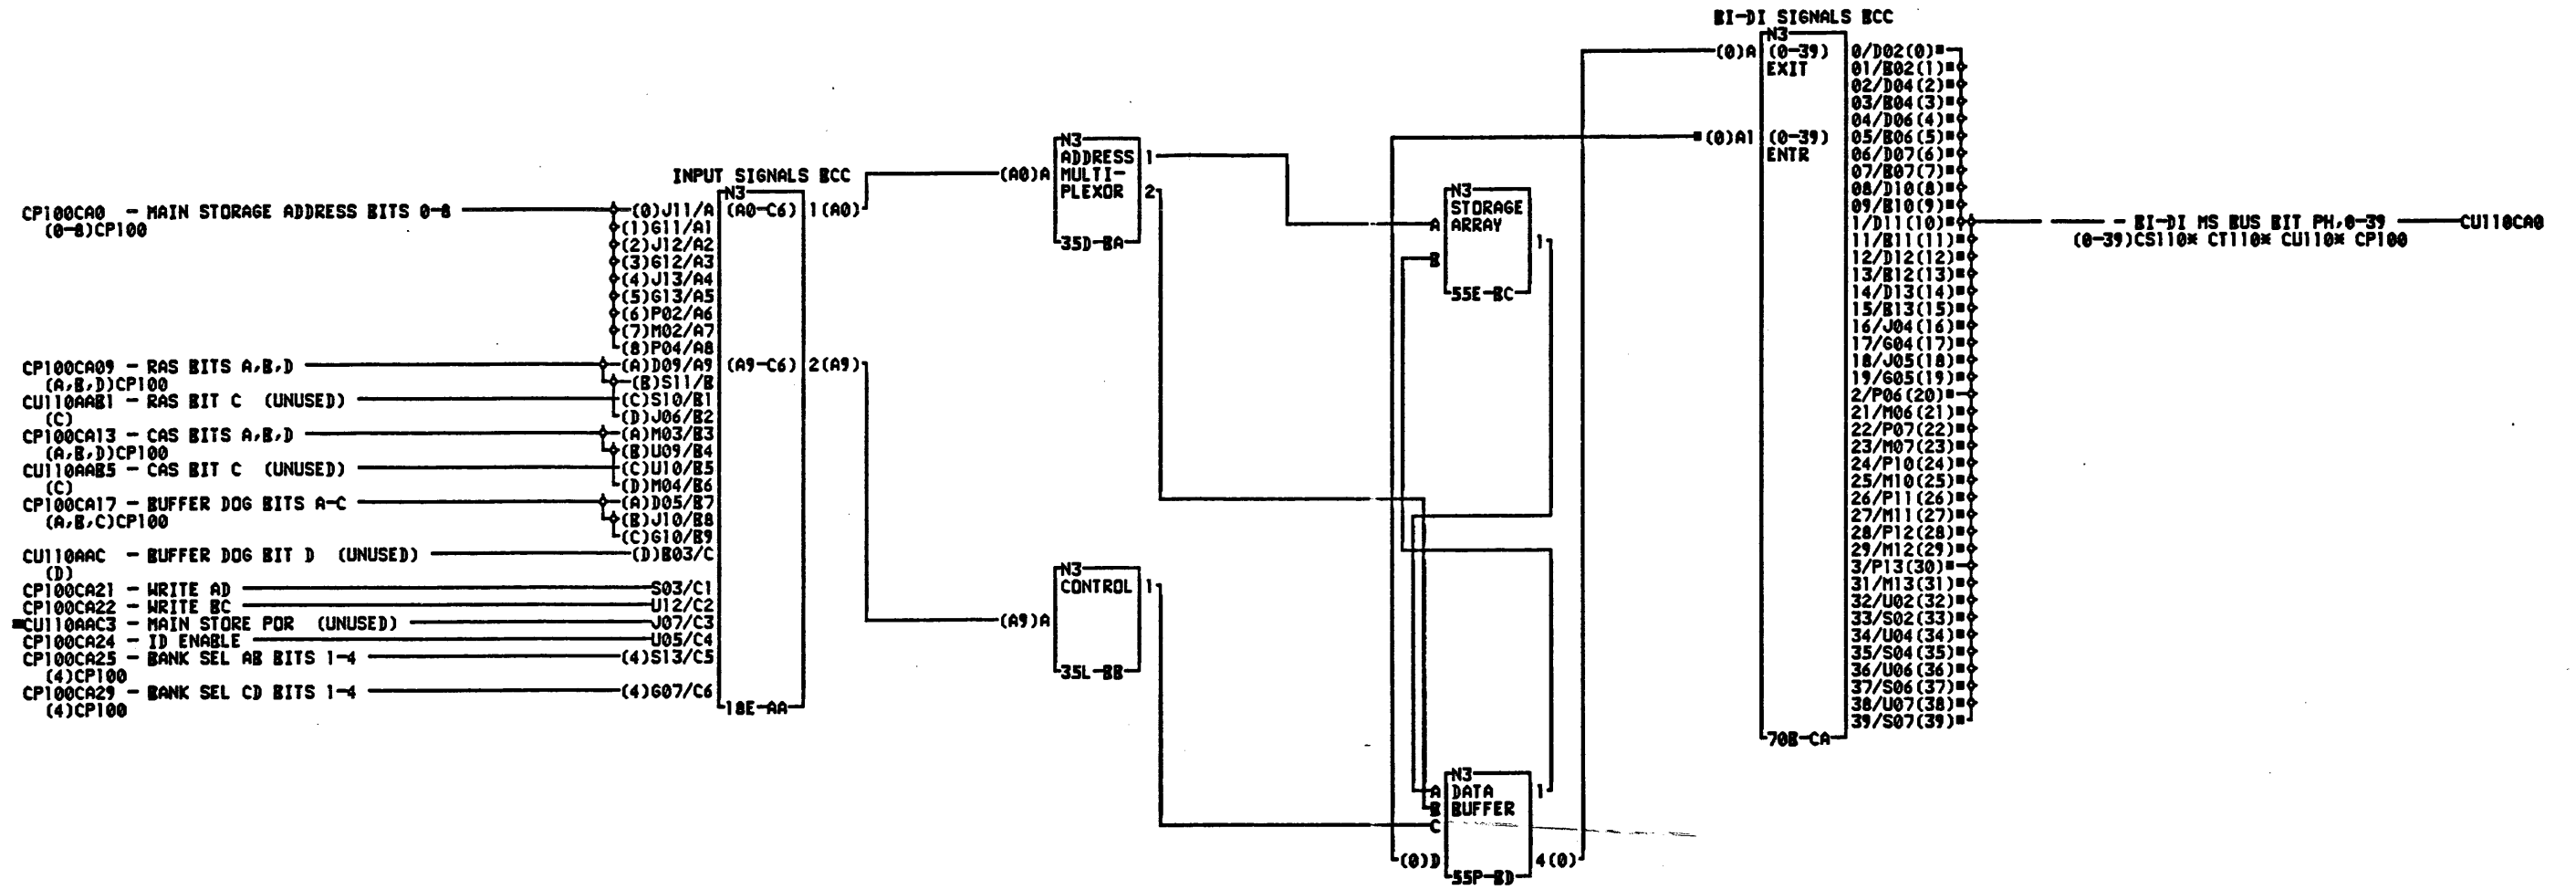 BI-DI SIGNALS BCC
N3
(0)A (0-39)
EXIT
(0)A1 (0-39)
ENTR
0/D02(0)
01/B02(1)
02/D04(2)
03/B04(3)
04/D06(4)
05/B06(5)
06/D07(6)
07/B07(7)
08/D10(8)
09/B10(9)
1/D11(10)
11/B11(11)
12/D12(12)
13/B12(13)
14/D13(14)
15/B13(15)
16/J04(16)
17/G04(17)
18/J05(18)
19/G05(19)
2/P06(20)
21/M06(21)
22/P07(22)
23/M07(23)
24/P10(24)
25/M10(25)
26/P11(26)
27/M11(27)
28/P12(28)
29/M12(29)
3/P13(30)
31/M13(31)
32/U02(32)
33/S02(33)
34/U04(34)
35/S04(35)
36/U06(36)
37/S06(37)
38/U07(38)
39/S07(39)
70B-CA
- BI-DI MS BUS BIT PH,0-39 CU110CA0
(0-39)CS110* CT110* CU110* CP100
INPUT SIGNALS BCC
N3
CP100CA0 - MAIN STORAGE ADDRESS BITS 0-8
(0-8)CP100
(0)J11/A (A0-C6) 1(A0)
(1)G11/A1
(2)J12/A2
(3)G12/A3
(4)J13/A4
(5)G13/A5
(6)P02/A6
(7)M02/A7
(8)P04/A8
CP100CA09 - RAS BITS A,B,D
(A,B,D)CP100
(A)D09/A9 (A9-C6) 2(A9)
(B)S11/B
CU110AAB1 - RAS BIT C (UNUSED)
(C)
(C)S10/B1
(D)J06/B2
CP100CA13 - CAS BITS A,B,D
(A,B,D)CP100
(A)M03/B3
(B)U09/B4
CU110AAB5 - CAS BIT C (UNUSED)
(C)
(C)U10/B5
(D)M04/B6
CP100CA17 - BUFFER DOG BITS A-C
(A,B,C)CP100
(A)D05/B7
(B)J10/B8
(C)G10/B9
CU110AAC - BUFFER DOG BIT D (UNUSED)
(D)
(D)B03/C
CP100CA21 - WRITE AD S03/C1
CP100CA22 - WRITE BC U12/C2
CU110AAC3 - MAIN STORE POR (UNUSED) J07/C3
CP100CA24 - ID ENABLE U05/C4
CP100CA25 - BANK SEL AB BITS 1-4 (4)S13/C5
(4)CP100
CP100CA29 - BANK SEL CD BITS 1-4 (4)G07/C6
(4)CP100
18E-AA
N3
ADDRESS 1
(A0)A MULTI-
PLEXOR 2
35D-BA
N3
CONTROL 1
(A9)A
35L-BB
N3
STORAGE
A ARRAY
1
B
55E-BC
N3
A DATA 1
B BUFFER
C
(0)D 4(0)
55P-BD